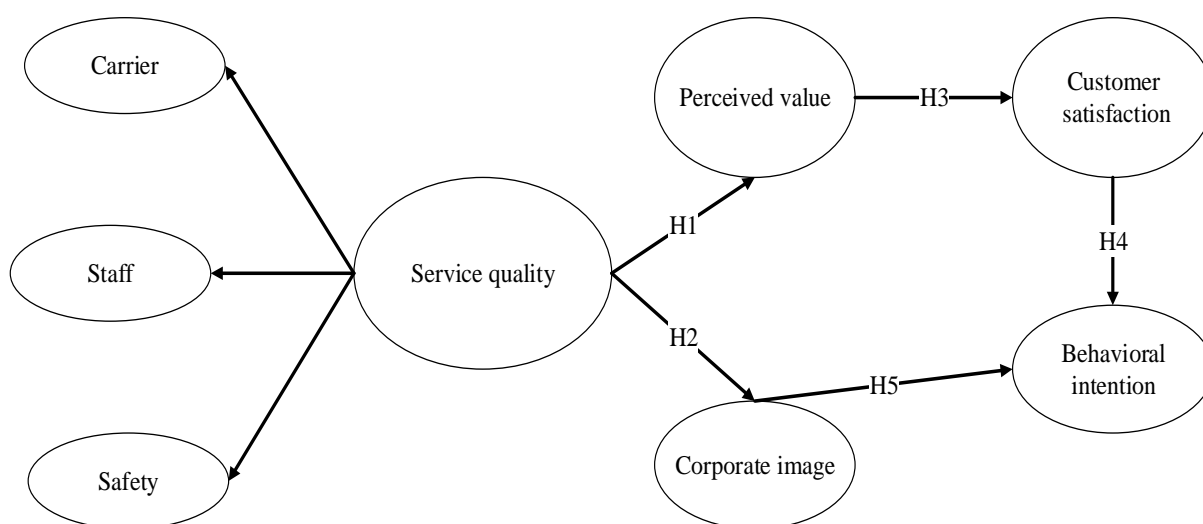 Carrier
Staff
Safety
Service quality
H1
H2
Perceived value
H3
Customer
satisfaction
H4
Behavioral
intention
H5
Corporate image